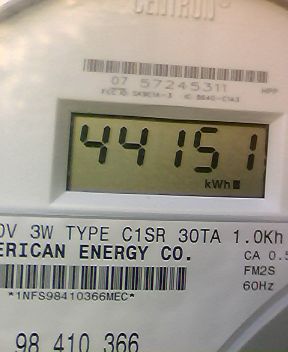 CENTRON
07 57245311
HPP
44151
kWh
0V 3W TYPE C1SR 30TA 1.0Kh
ERICAN ENERGY CO.
CA 0.5
FM2S
*1NFS98410366MEC*
60Hz
98 410 366